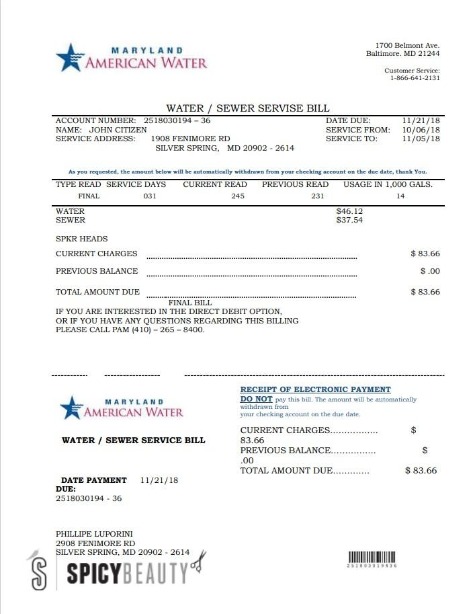 MARYLAND
AMERICAN WATER
1700 Belmont Ave.
Baltimore. MD 21244
Customer Service:
1-866-641-2131
WATER / SEWER SERVISE BILL
ACCOUNT NUMBER: 2518030194 – 36 DATE DUE: 11/21/18
NAME: JOHN CITIZEN SERVICE FROM: 10/06/18
SERVICE ADDRESS: 1908 FENIMORE RD SERVICE TO: 11/05/18
SILVER SPRING, MD 20902 - 2614
As you requested, the amount below will be automatically withdrawn from your checking account on the due date, thank You.
TYPE READ SERVICE DAYS CURRENT READ PREVIOUS READ USAGE IN 1,000 GALS.
FINAL 031 245 231 14
WATER $46.12
SEWER $37.54
SPKR HEADS
CURRENT CHARGES $ 83.66
PREVIOUS BALANCE $ .00
TOTAL AMOUNT DUE $ 83.66
FINAL BILL
IF YOU ARE INTERESTED IN THE DIRECT DEBIT OPTION,
OR IF YOU HAVE ANY QUESTIONS REGARDING THIS BILLING
PLEASE CALL PAM (410) – 265 – 8400.
MARYLAND
AMERICAN WATER
WATER / SEWER SERVICE BILL
DATE PAYMENT 11/21/18
DUE:
2518030194 - 36
RECEIPT OF ELECTRONIC PAYMENT
DO NOT pay this bill. The amount will be automatically
withdrawn from
your checking account on the due date.
CURRENT CHARGES................. $
83.66
PREVIOUS BALANCE............... $
.00
TOTAL AMOUNT DUE............ $ 83.66
PHILLIPE LUPORINI
2908 FENIMORE RD
SILVER SPRING, MD 20902 - 2614
SPICYBEAUTY